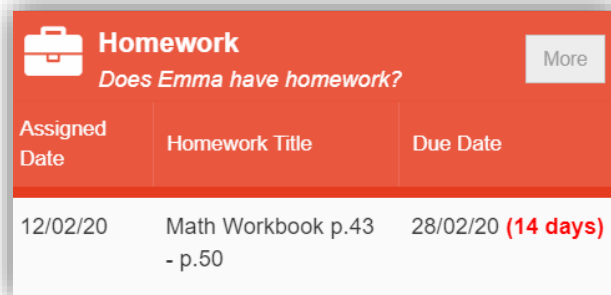 Homework
Does Emma have homework?
More
Assigned
Date
Homework Title
Due Date
12/02/20
Math Workbook p.43
- p.50
28/02/20 (14 days)